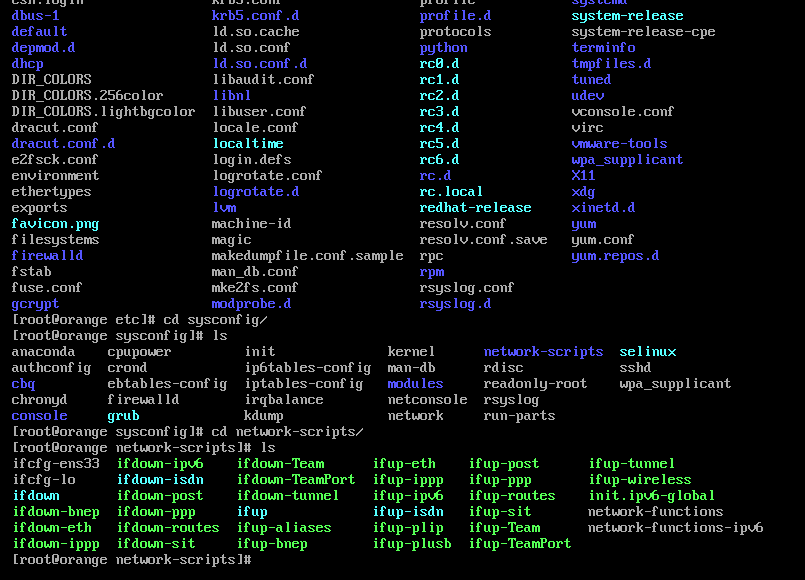 csh.login krb5.conf profile systemd
dbus-1 krb5.conf.d profile.d system-release
default ld.so.cache protocols system-release-cpe
depmod.d ld.so.conf python terminfo
dhcp ld.so.conf.d rc0.d tmpfiles.d
DIR_COLORS libaudit.conf rc1.d tuned
DIR_COLORS.256color libnl rc2.d udev
DIR_COLORS.lightbgcolor libuser.conf rc3.d vconsole.conf
dracut.conf locale.conf rc4.d virc
dracut.conf.d localtime rc5.d vmware-tools
e2fsck.conf login.defs rc6.d wpa_supplicant
environment logrotate.conf rc.d X11
ethertypes logrotate.d rc.local xdg
exports lvm redhat-release xinetd.d
favicon.png machine-id resolv.conf yum
filesystems magic resolv.conf.save yum.conf
firewalld makedumpfile.conf.sample rpc yum.repos.d
fstab man_db.conf rpm
fuse.conf mke2fs.conf rsyslog.conf
gcrypt modprobe.d rsyslog.d
[root@orange etc]# cd sysconfig/
[root@orange sysconfig]# ls
anaconda cpupower init kernel network-scripts selinux
authconfig crond ip6tables-config man-db rdisc sshd
cbq ebtables-config iptables-config modules readonly-root wpa_supplicant
chronyd firewalld irqbalance netconsole rsyslog
console grub kdump network run-parts
[root@orange sysconfig]# cd network-scripts/
[root@orange network-scripts]# ls
ifcfg-ens33 ifdown-ipv6 ifdown-Team ifup-eth ifup-post ifup-tunnel
ifcfg-lo ifdown-isdn ifdown-TeamPort ifup-ippp ifup-ppp ifup-wireless
ifdown ifdown-post ifdown-tunnel ifup-ipv6 ifup-routes init.ipv6-global
ifdown-bnep ifdown-ppp ifup ifup-isdn ifup-sit network-functions
ifdown-eth ifdown-routes ifup-aliases ifup-plip ifup-Team network-functions-ipv6
ifdown-ippp ifdown-sit ifup-bnep ifup-plusb ifup-TeamPort
[root@orange network-scripts]#